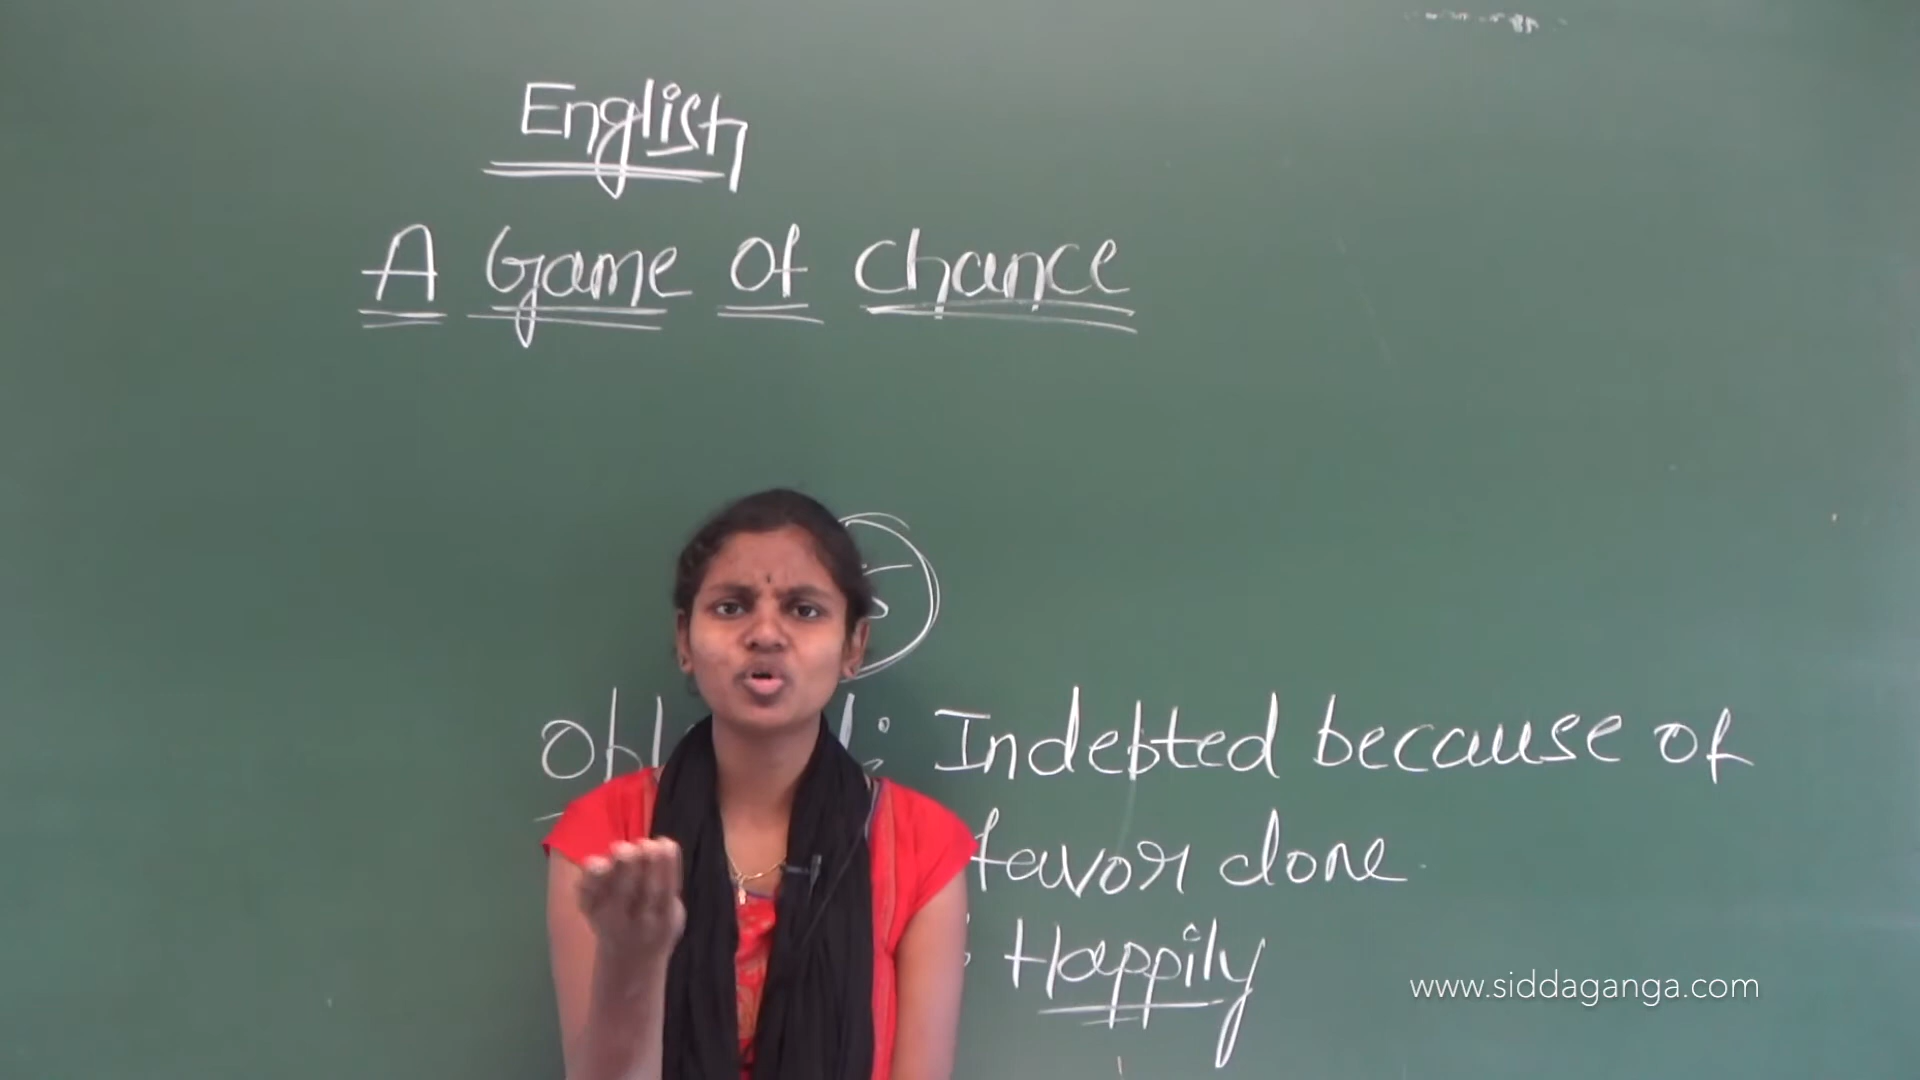 English
A Game of chance
: Indebted because of
favor done.
: Happily
www.siddaganga.com